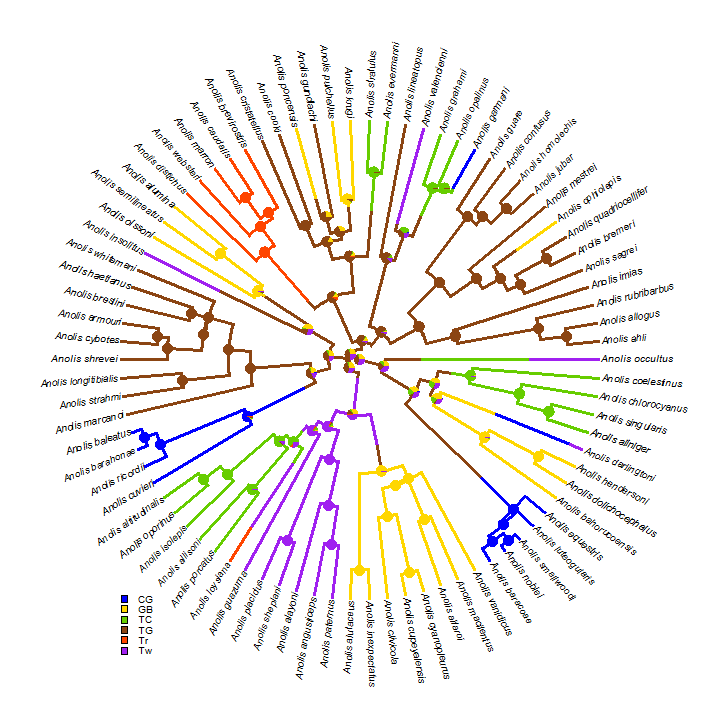 Anolis occultus
Anolis ahli
Anolis allogus
Anolis rubribarbus
Anolis imias
Anolis sagrei
Anolis bremeri
Anolis quadriocellifer
Anolis ophiolepis
Anolis mestrei
Anolis jubar
Anolis homolechis
Anolis confusus
Anolis guafe
Anolis garmani
Anolis opalinus
Anolis grahami
Anolis valencienni
Anolis lineatopus
Anolis evermanni
Anolis stratulus
Anolis krugi
Anolis pulchellus
Anolis gundlachi
Anolis poncensis
Anolis cooki
Anolis cristatellus
Anolis brevirostris
Anolis caudalis
Anolis marron
Anolis websteri
Anolis distichus
Anolis alumina
Anolis semilineatus
Anolis olssoni
Anolis insolitus
Anolis whitemani
Anolis haetianus
Anolis breslini
Anolis armouri
Anolis cybotes
Anolis shrevei
Anolis longitibialis
Anolis strahmi
Anolis marcanoi
Anolis baleatus
Anolis barahonae
Anolis ricordii
Anolis cuvieri
Anolis altitudinalis
Anolis oporinus
Anolis isolepis
Anolis allisoni
Anolis porcatus
Anolis loysiana
Anolis guazuma
Anolis placidus
Anolis sheplani
Anolis alayoni
Anolis angusticeps
Anolis paternus
Anolis alutaceus
Anolis inexpectatus
Anolis clivicola
Anolis cupeyalensis
Anolis cyanopleurus
Anolis alfaroi
Anolis macilentus
Anolis vanidicus
Anolis baracoae
Anolis noblei
Anolis smallwoodi
Anolis luteogularis
Anolis equestris
Anolis bahorucoensis
Anolis dolichocephalus
Anolis hendersoni
Anolis darlingtoni
Anolis aliniger
Anolis singularis
Anolis chlorocyanus
Anolis coelestinus
CG
GB
TC
TG
Tr
Tw